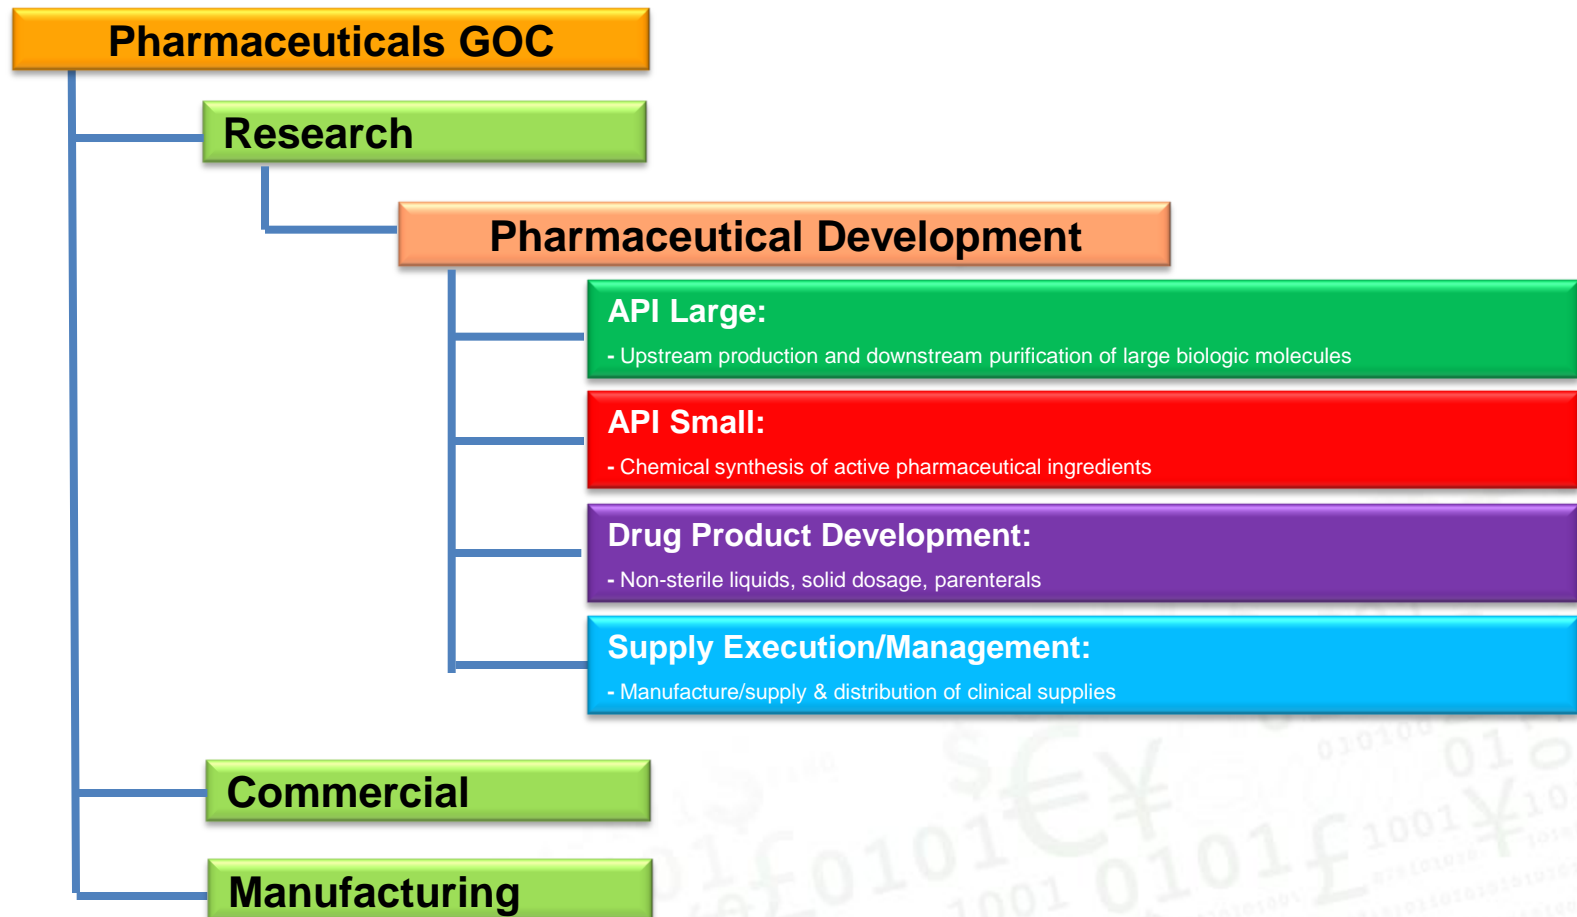 Pharmaceuticals GOC
Research
Pharmaceutical Development
API Large:
- Upstream production and downstream purification of large biologic molecules
API Small:
- Chemical synthesis of active pharmaceutical ingredients
Drug Product Development:
- Non-sterile liquids, solid dosage, parenterals
Supply Execution/Management:
- Manufacture/supply & distribution of clinical supplies
Commercial
Manufacturing